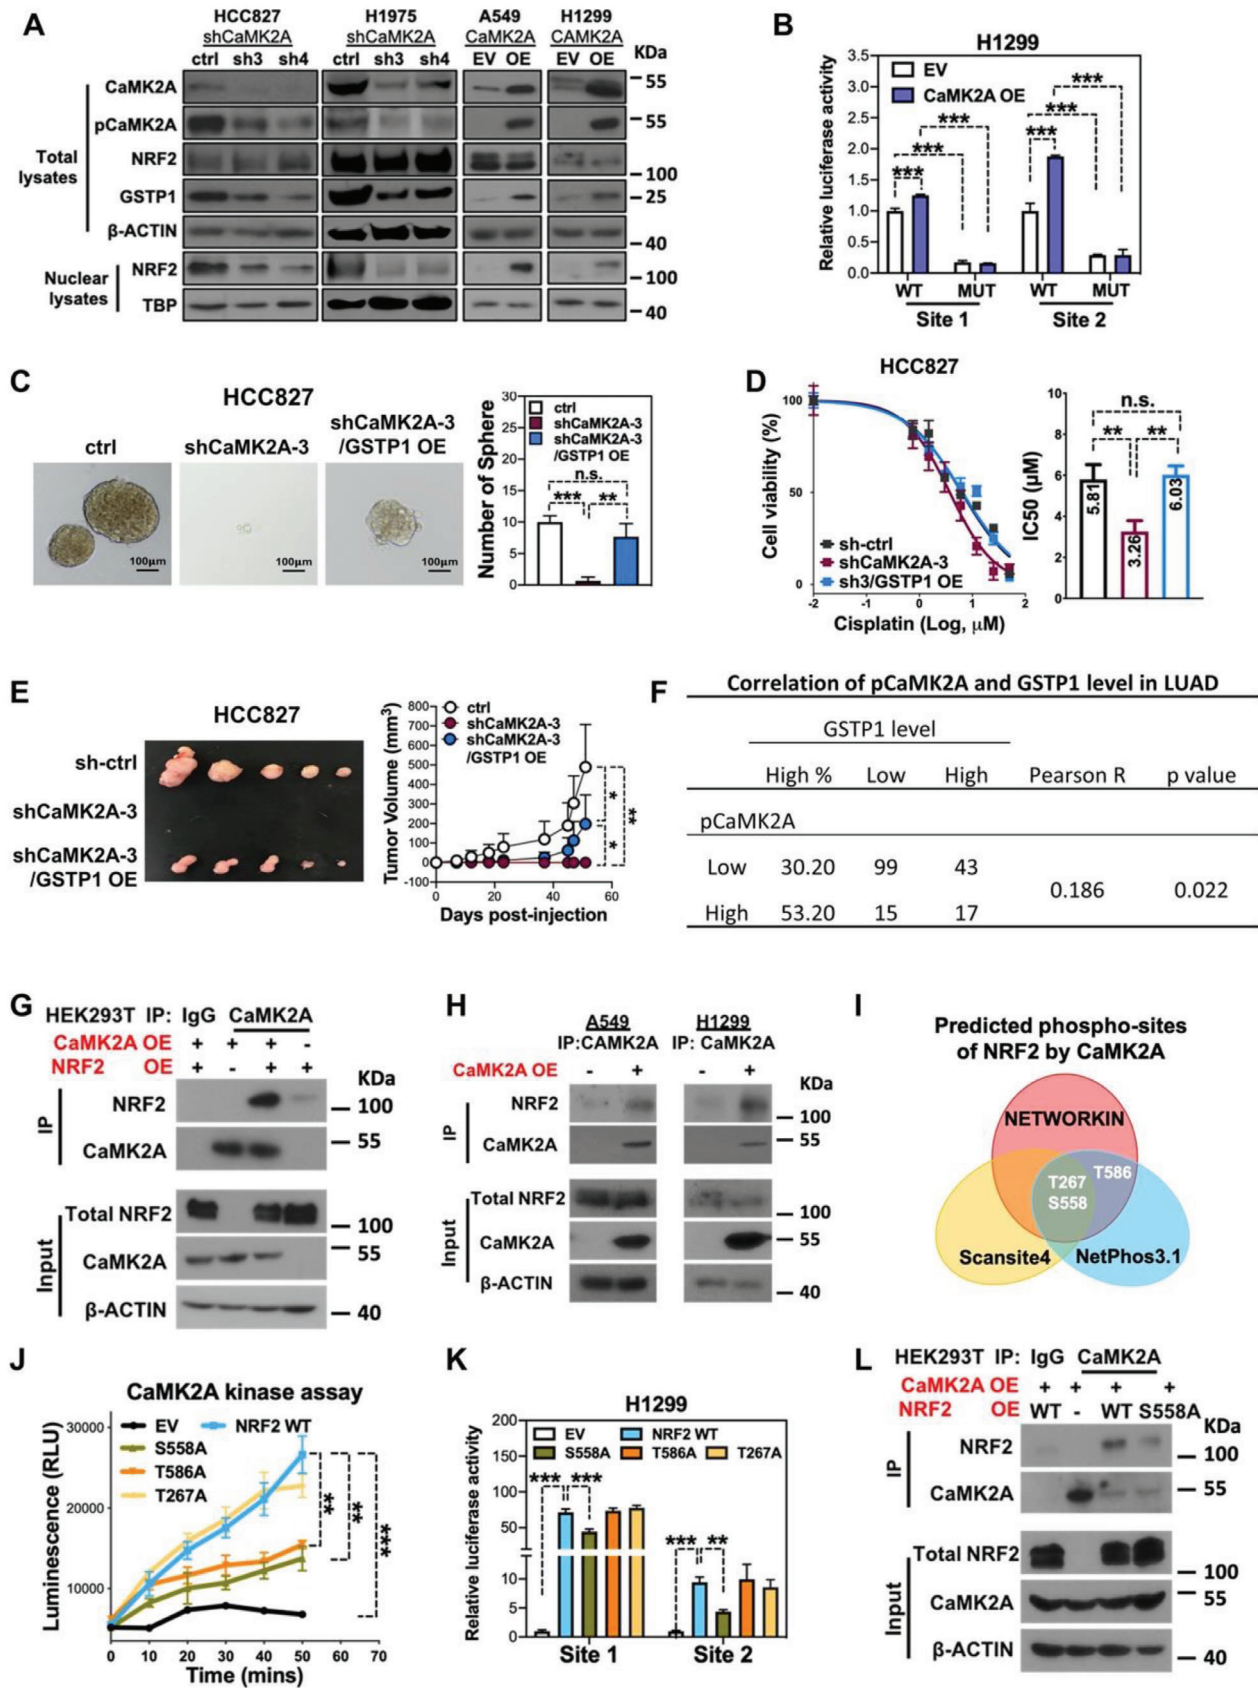 A
HCC827
shCaMK2A
ctrl sh3 sh4
H1975
shCaMK2A
ctrl sh3 sh4
A549
CaMK2A
EV OE
H1299
CAMK2A
EV OE
KDa
Total lysates
CaMK2A
55
pCaMK2A
55
NRF2
100
GSTP1
25
β-ACTIN
40
Nuclear lysates
NRF2
100
TBP
40
B
H1299
Relative luciferase activity
3.5
3.0
2.5
2.0
1.5
1.0
0.5
0.0
EV
CaMK2A OE
***
***
***
***
***
***
WT MUT WT MUT
Site 1 Site 2
C
HCC827
ctrl
shCaMK2A-3
shCaMK2A-3
/GSTP1 OE
100μm
100μm
100μm
Number of Sphere
30
25
20
15
10
5
0
ctrl
shCaMK2A-3
shCaMK2A-3
/GSTP1 OE
n.s.
*** **
D
HCC827
Cell viability (%)
100
50
0
sh-ctrl
shCaMK2A-3
sh3/GSTP1 OE
-2 -1 0 1 2
Cisplatin (Log, μM)
IC50 (μM)
10
8
6
4
2
0
n.s.
** **
5.81
3.26
6.03
E
HCC827
sh-ctrl
shCaMK2A-3
shCaMK2A-3
/GSTP1 OE
Tumor Volume (mm3)
800
700
600
500
400
300
200
100
0
-100
ctrl
shCaMK2A-3
shCaMK2A-3
/GSTP1 OE
*
*
**
0 20 40 60
Days post-injection
F
Correlation of pCaMK2A and GSTP1 level in LUAD
GSTP1 level
High % Low High Pearson R p value
pCaMK2A
Low 30.20 99 43
0.186 0.022
High 53.20 15 17
G
HEK293T IP: IgG CaMK2A
CaMK2A OE + + + -
NRF2 OE + - + +
KDa
IP
NRF2
100
CaMK2A
55
Input
Total NRF2
100
CaMK2A
55
β-ACTIN
40
H
A549
IP:CAMK2A
H1299
IP: CaMK2A
CaMK2A OE - + - +
KDa
IP
NRF2
100
CaMK2A
55
Input
Total NRF2
100
CaMK2A
55
β-ACTIN
40
I
Predicted phospho-sites
of NRF2 by CaMK2A
NETWORKIN
T586
T267
S558
Scansite4
NetPhos3.1
J
CaMK2A kinase assay
Luminescence (RLU)
30000
20000
10000
EV NRF2 WT
S558A
T586A
T267A
**
**
***
0 10 20 30 40 50 60 70
Time (mins)
K
H1299
Relative luciferase activity
200
150
100
50
10
5
0
EV NRF2 WT
S558A T586A T267A
*** ***
*** **
Site 1 Site 2
L
HEK293T IP: IgG CaMK2A
CaMK2A OE + + + +
NRF2 OE WT - WT S558A
KDa
IP
NRF2
100
CaMK2A
55
Input
Total NRF2
100
CaMK2A
55
β-ACTIN
40